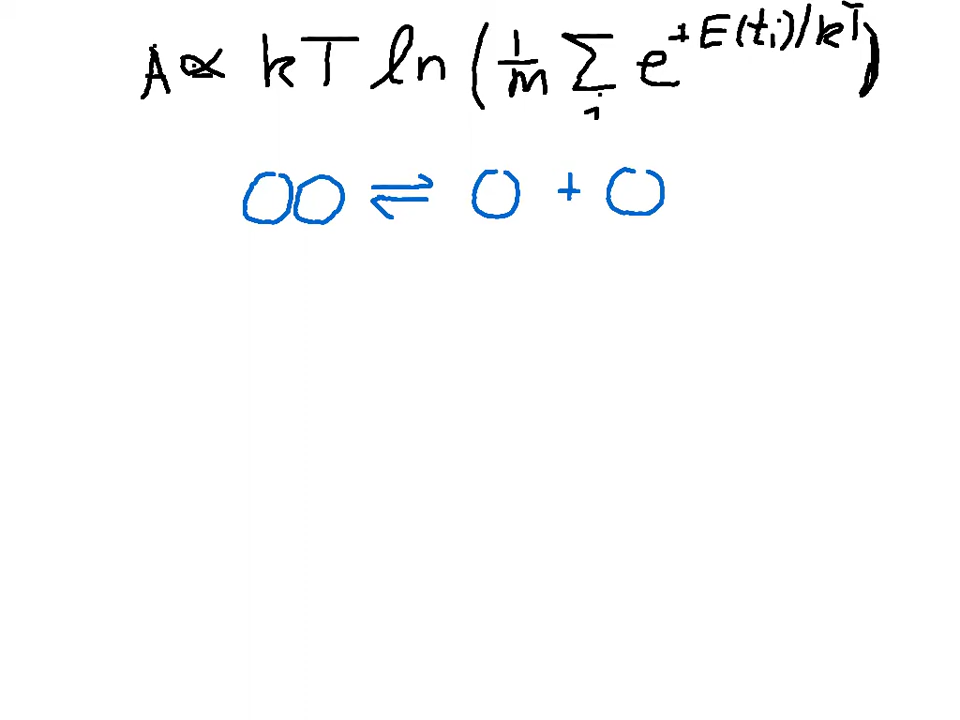 A ∝ kT ln(1/m ∑i e^+E(ti)/kT)
OO ⇌ O + O